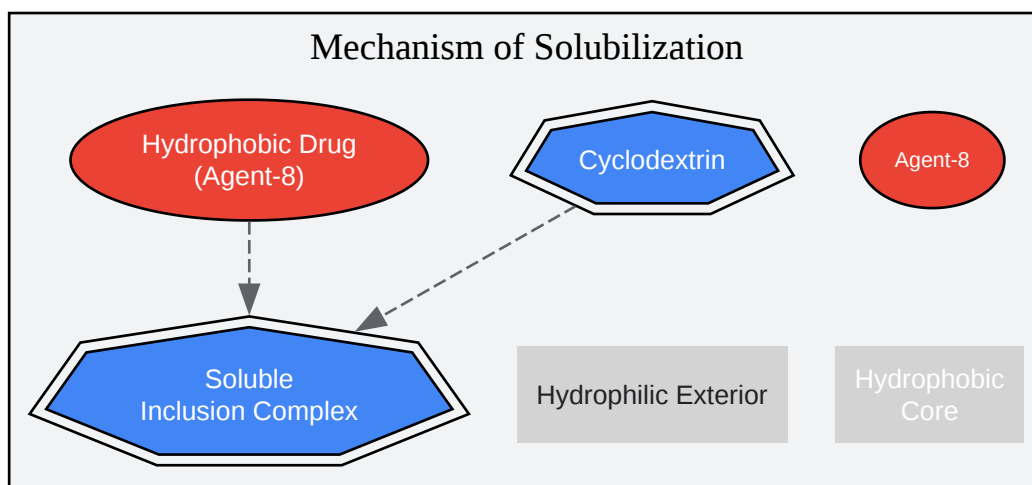 Mechanism of Solubilization
Hydrophobic Drug
(Agent-8)
Cyclodextrin
Agent-8
Soluble
Inclusion Complex
Hydrophilic Exterior
Hydrophobic
Core